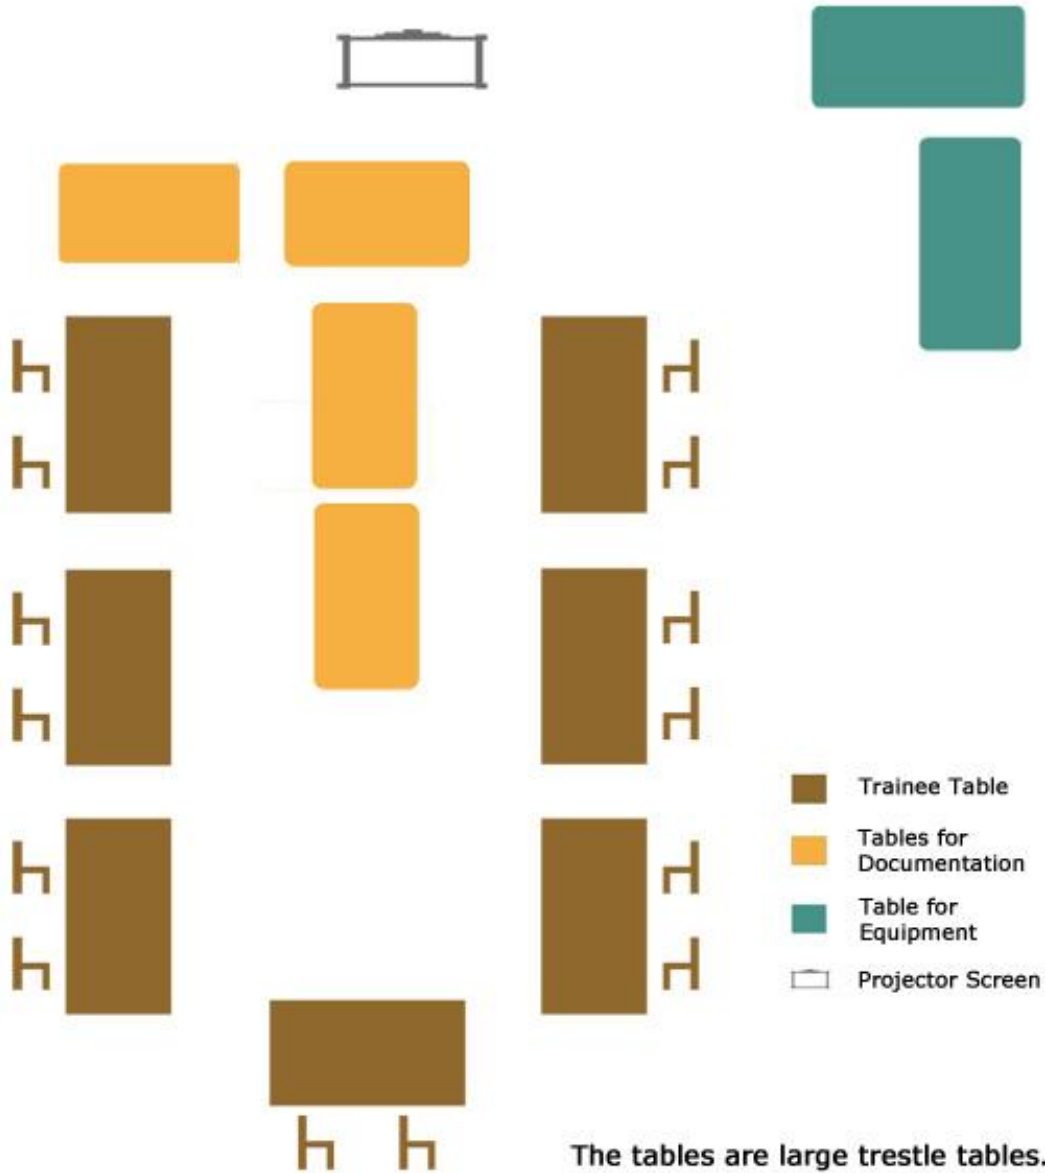 Trainee Table
Tables for
Documentation
Table for
Equipment
Projector Screen
The tables are large trestle tables.